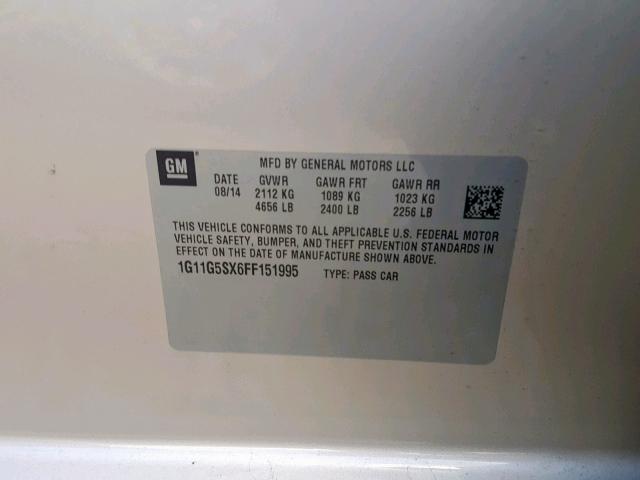 GM
MFD BY GENERAL MOTORS LLC
DATE GVWR GAWR FRT GAWR RR
08/14 2112 KG 1089 KG 1023 KG
4656 LB 2400 LB 2256 LB
THIS VEHICLE CONFORMS TO ALL APPLICABLE U.S. FEDERAL MOTOR
VEHICLE SAFETY, BUMPER, AND THEFT PREVENTION STANDARDS IN
EFFECT ON THE DATE OF MANUFACTURE SHOWN ABOVE.
1G11G5SX6FF151995 TYPE: PASS CAR